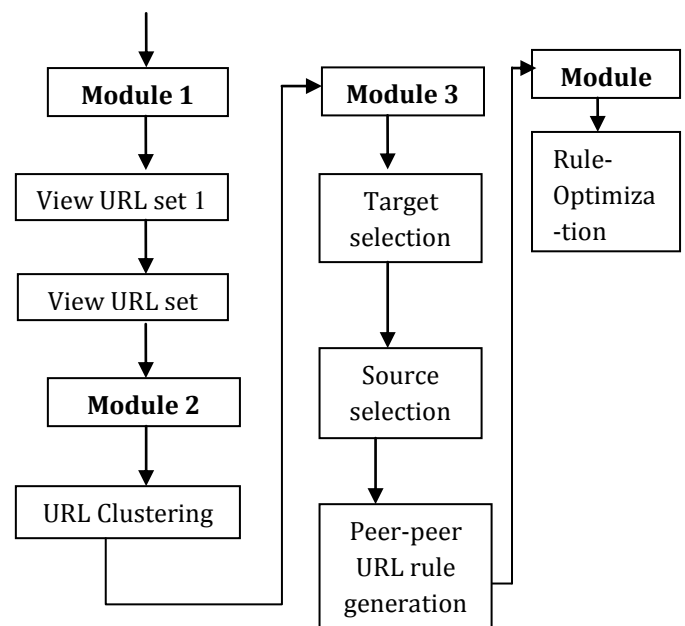 Module 1
View URL set 1
View URL set
Module 2
URL Clustering
Module 3
Target
selection
Source
selection
Peer-peer
URL rule
generation
Module
Rule-
Optimiza
-tion